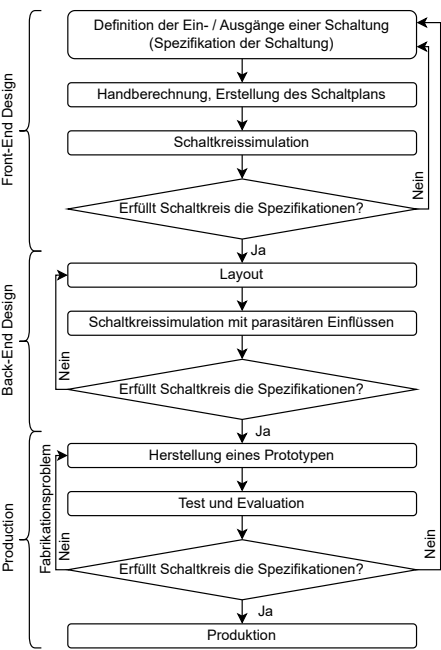 Definition der Ein- / Ausgänge einer Schaltung
(Spezifikation der Schaltung)
Handberechnung, Erstellung des Schaltplans
Schaltkreissimulation
Erfüllt Schaltkreis die Spezifikationen?
Nein
Front-End Design
Ja
Layout
Schaltkreissimulation mit parasitären Einflüssen
Nein
Erfüllt Schaltkreis die Spezifikationen?
Back-End Design
Ja
Herstellung eines Prototypen
Test und Evaluation
Fabrikationsproblem
Nein
Nein
Erfüllt Schaltkreis die Spezifikationen?
Production
Ja
Produktion